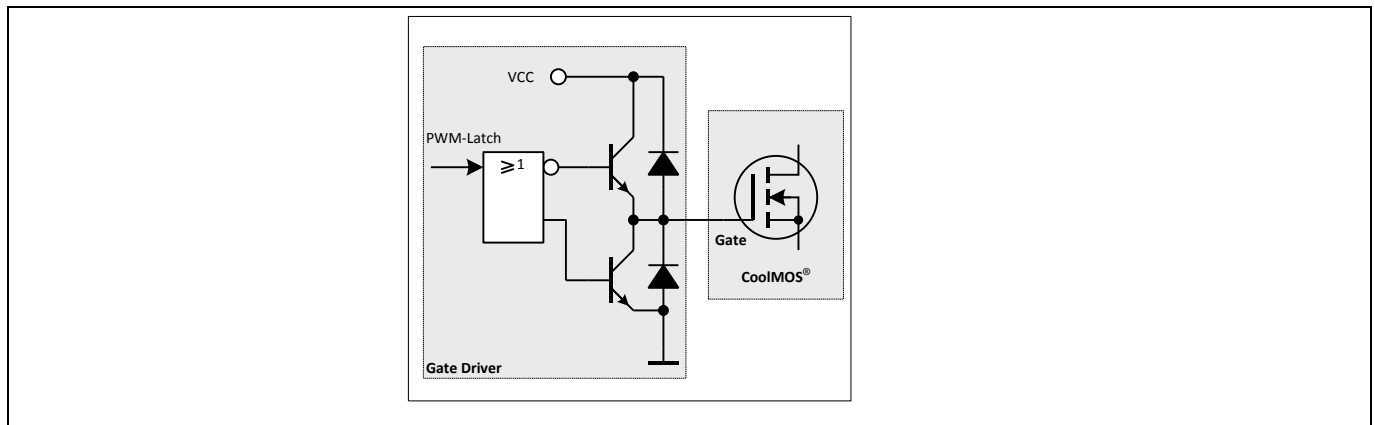 VCC
PWM-Latch
⩾1
Gate
CoolMOS®
Gate Driver